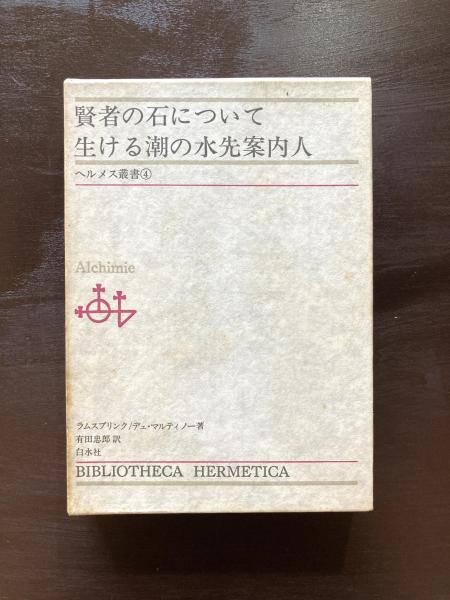 賢者の石について
生ける潮の水先案内人
ヘルメス叢書④
Alchimie
ラムスプリンク/デュ・マルティノー著
有田忠郎 訳
白水社
BIBLIOTHECA HERMETICA